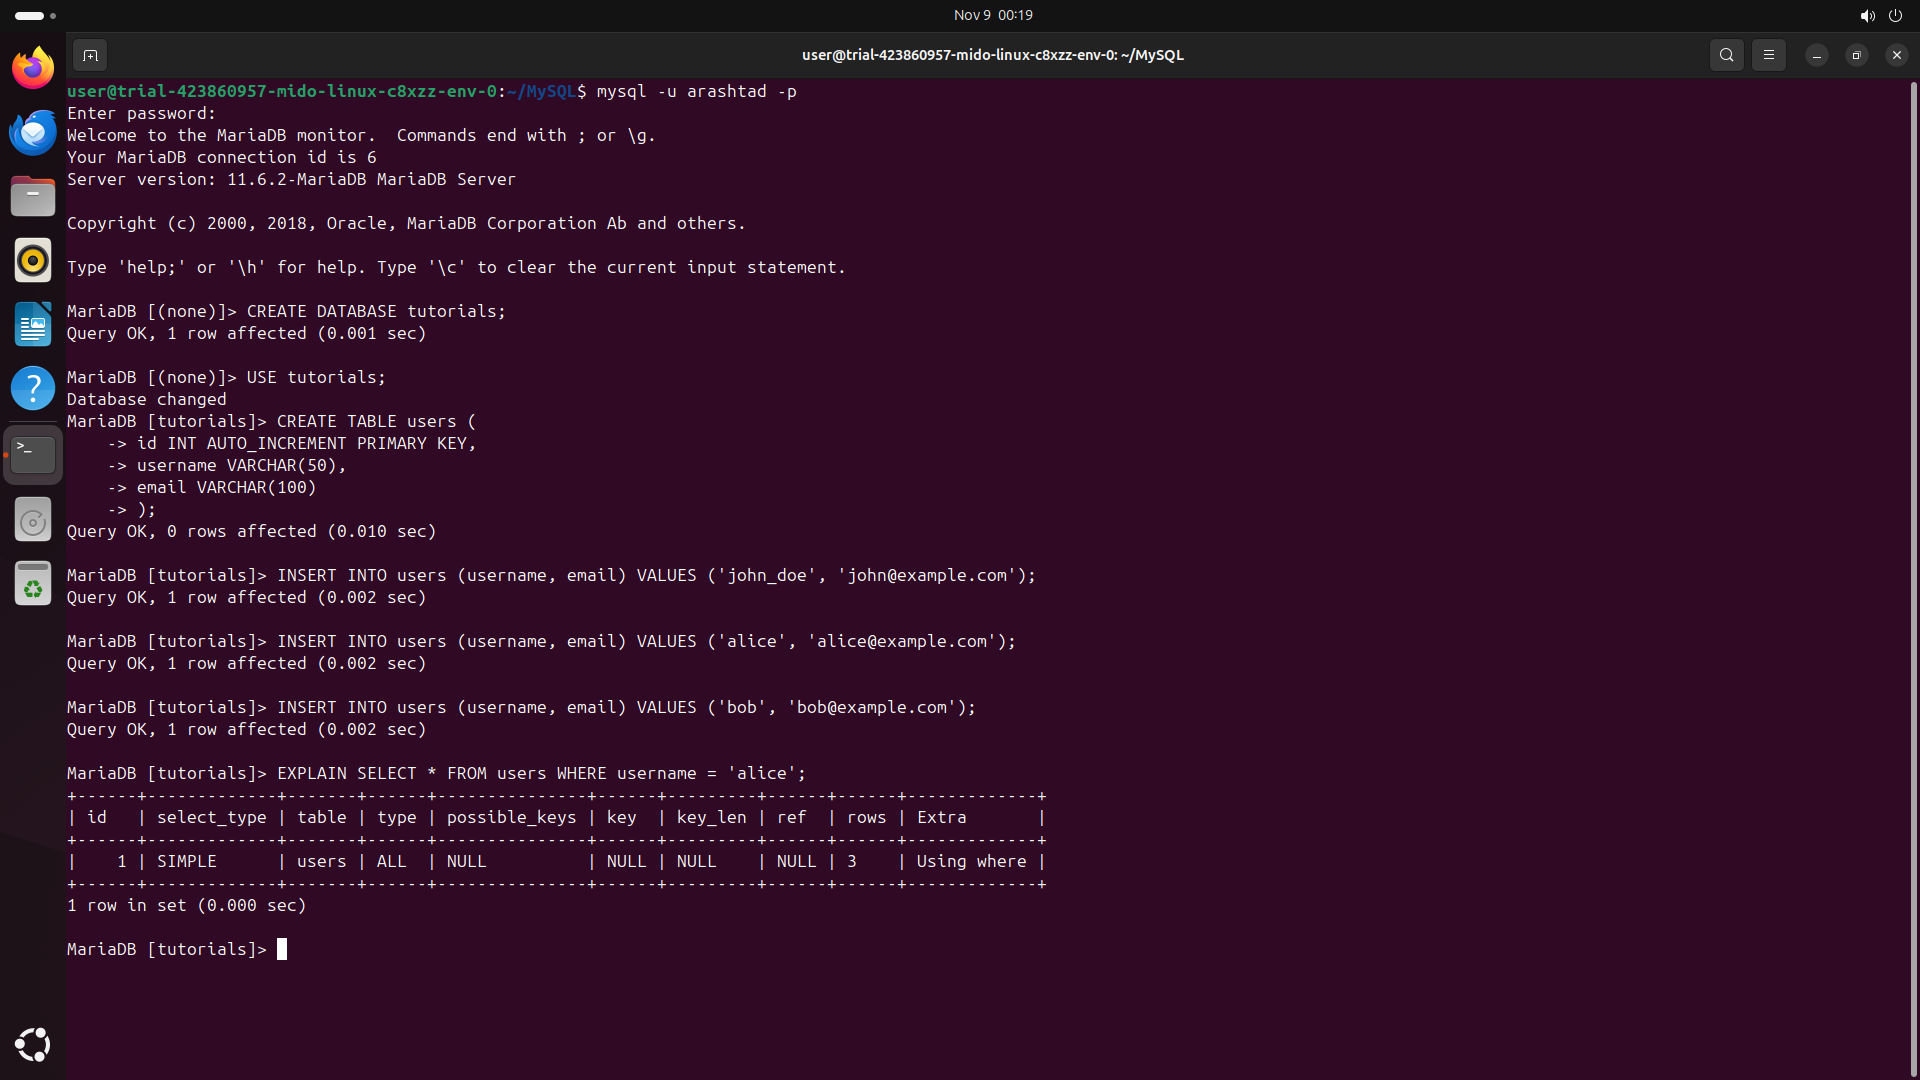 Nov 9  00:19
user@trial-423860957-mido-linux-c8xzz-env-0: ~/MySQL
user@trial-423860957-mido-linux-c8xzz-env-0:~/MySQL$ mysql -u arashtad -p
Enter password:
Welcome to the MariaDB monitor.  Commands end with ; or \g.
Your MariaDB connection id is 6
Server version: 11.6.2-MariaDB MariaDB Server

Copyright (c) 2000, 2018, Oracle, MariaDB Corporation Ab and others.

Type 'help;' or '\h' for help. Type '\c' to clear the current input statement.

MariaDB [(none)]> CREATE DATABASE tutorials;
Query OK, 1 row affected (0.001 sec)

MariaDB [(none)]> USE tutorials;
Database changed
MariaDB [tutorials]> CREATE TABLE users (
    -> id INT AUTO_INCREMENT PRIMARY KEY,
    -> username VARCHAR(50),
    -> email VARCHAR(100)
    -> );
Query OK, 0 rows affected (0.010 sec)

MariaDB [tutorials]> INSERT INTO users (username, email) VALUES ('john_doe', 'john@example.com');
Query OK, 1 row affected (0.002 sec)

MariaDB [tutorials]> INSERT INTO users (username, email) VALUES ('alice', 'alice@example.com');
Query OK, 1 row affected (0.002 sec)

MariaDB [tutorials]> INSERT INTO users (username, email) VALUES ('bob', 'bob@example.com');
Query OK, 1 row affected (0.002 sec)

MariaDB [tutorials]> EXPLAIN SELECT * FROM users WHERE username = 'alice';
+------+-------------+-------+------+---------------+------+---------+------+------+-------------+
| id   | select_type | table | type | possible_keys | key  | key_len | ref  | rows | Extra       |
+------+-------------+-------+------+---------------+------+---------+------+------+-------------+
|    1 | SIMPLE      | users | ALL  | NULL          | NULL | NULL    | NULL | 3    | Using where |
+------+-------------+-------+------+---------------+------+---------+------+------+-------------+
1 row in set (0.000 sec)

MariaDB [tutorials]>